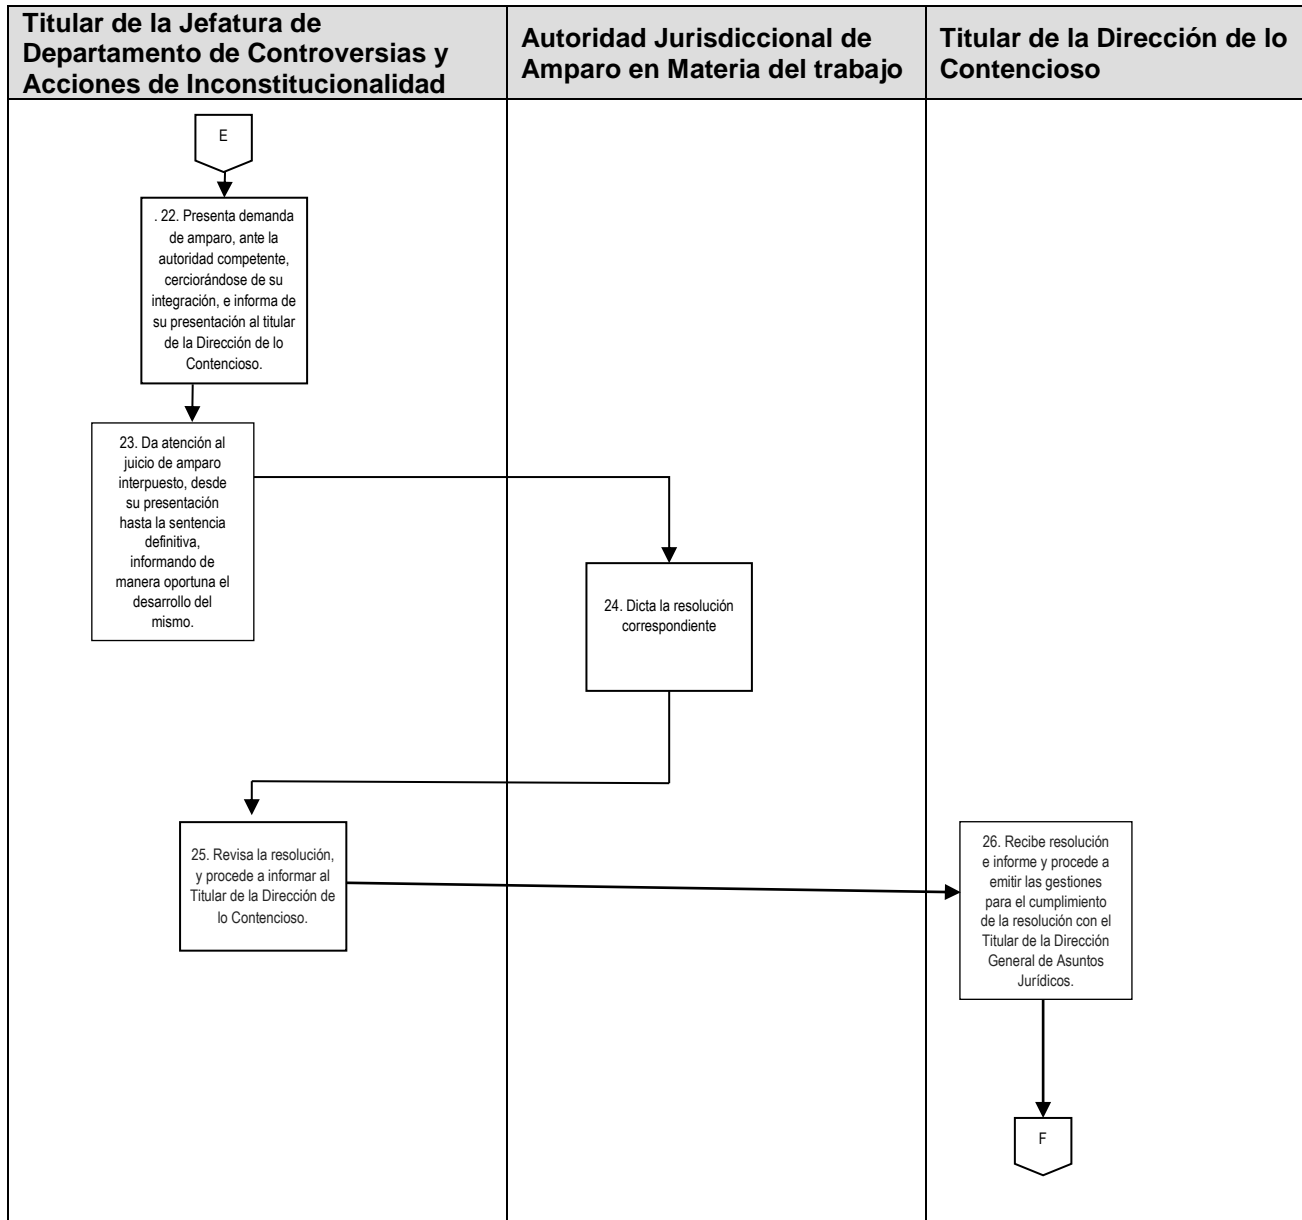 Titular de la Jefatura de
Departamento de Controversias y
Acciones de Inconstitucionalidad
Autoridad Jurisdiccional de
Amparo en Materia del trabajo
Titular de la Dirección de lo
Contencioso
E
. 22. Presenta demanda
de amparo, ante la
autoridad competente,
cerciorándose de su
integración, e informa de
su presentación al titular
de la Dirección de lo
Contencioso.
23. Da atención al
juicio de amparo
interpuesto, desde
su presentación
hasta la sentencia
definitiva,
informando de
manera oportuna el
desarrollo del
mismo.
24. Dicta la resolución
correspondiente
25. Revisa la resolución,
y procede a informar al
Titular de la Dirección de
lo Contencioso.
26. Recibe resolución
e informe y procede a
emitir las gestiones
para el cumplimiento
de la resolución con el
Titular de la Dirección
General de Asuntos
Jurídicos.
F